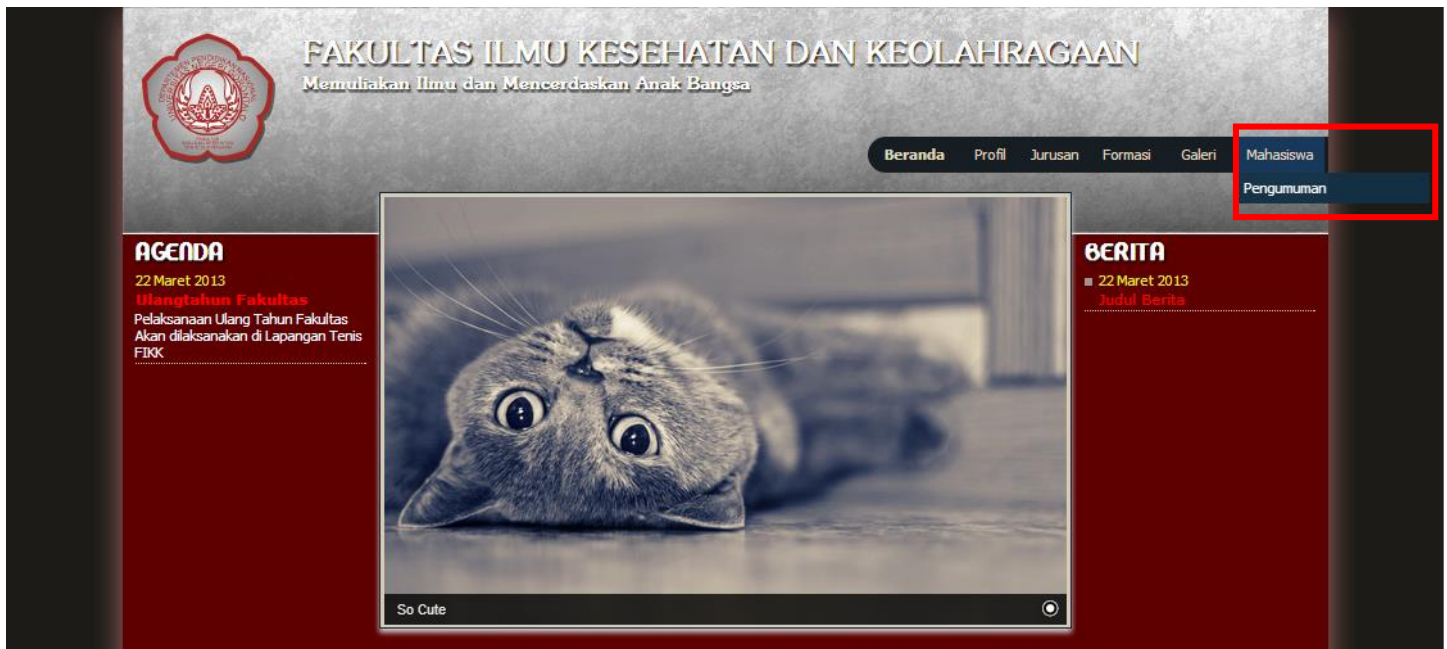 FAKULTAS ILMU KESEHATAN DAN KEOLAHRAGAAN
Memuliakan Ilmu dan Mencerdaskan Anak Bangsa
Beranda Profil Jurusan Formasi Galeri Mahasiswa
Pengumuman
AGENDA
22 Maret 2013
Ulangtahun Fakultas
Pelaksanaan Ulang Tahun Fakultas
Akan dilaksanakan di Lapangan Tenis
FIKK
So Cute
BERITA
22 Maret 2013
Judul Berita